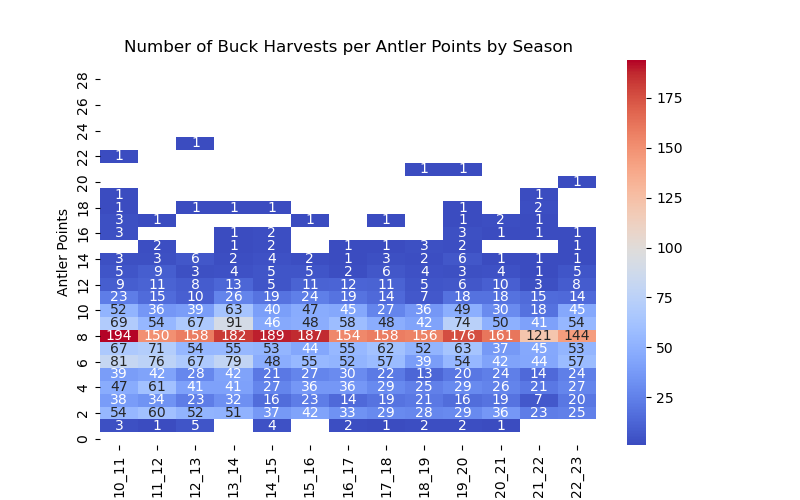 Number of Buck Harvests per Antler Points by Season
Antler Points
28
26
24
1
22 1
1 1
20 1
1 1
18 1 1 1 1 1 2
3 1 1 1 1 2 1
16 3 1 2 3 1 1 1
2 1 2 1 1 3 2 1
14 3 3 6 2 4 2 1 3 2 6 1 1 1
5 9 3 4 5 5 2 6 4 3 4 1 5
12 9 11 8 13 5 11 12 11 5 6 10 3 8
23 15 10 26 19 24 19 14 7 18 18 15 14
10 52 36 39 63 40 47 45 27 36 49 30 18 45
69 54 67 91 46 48 58 48 42 74 50 41 54
8 194 150 158 182 189 187 154 158 156 176 161 121 144
67 71 54 55 53 44 55 62 52 63 37 45 53
6 81 76 67 79 48 55 52 57 39 54 42 44 57
39 42 28 42 21 27 30 22 13 20 24 14 24
4 47 61 41 41 27 36 36 29 25 29 26 21 27
38 34 23 32 16 23 14 19 21 16 19 7 20
2 54 60 52 51 37 42 33 29 28 29 36 23 25
3 1 5 4 2 1 2 2 1
0
10_11 11_12 12_13 13_14 14_15 15_16 16_17 17_18 18_19 19_20 20_21 21_22 22_23
175
150
125
100
75
50
25